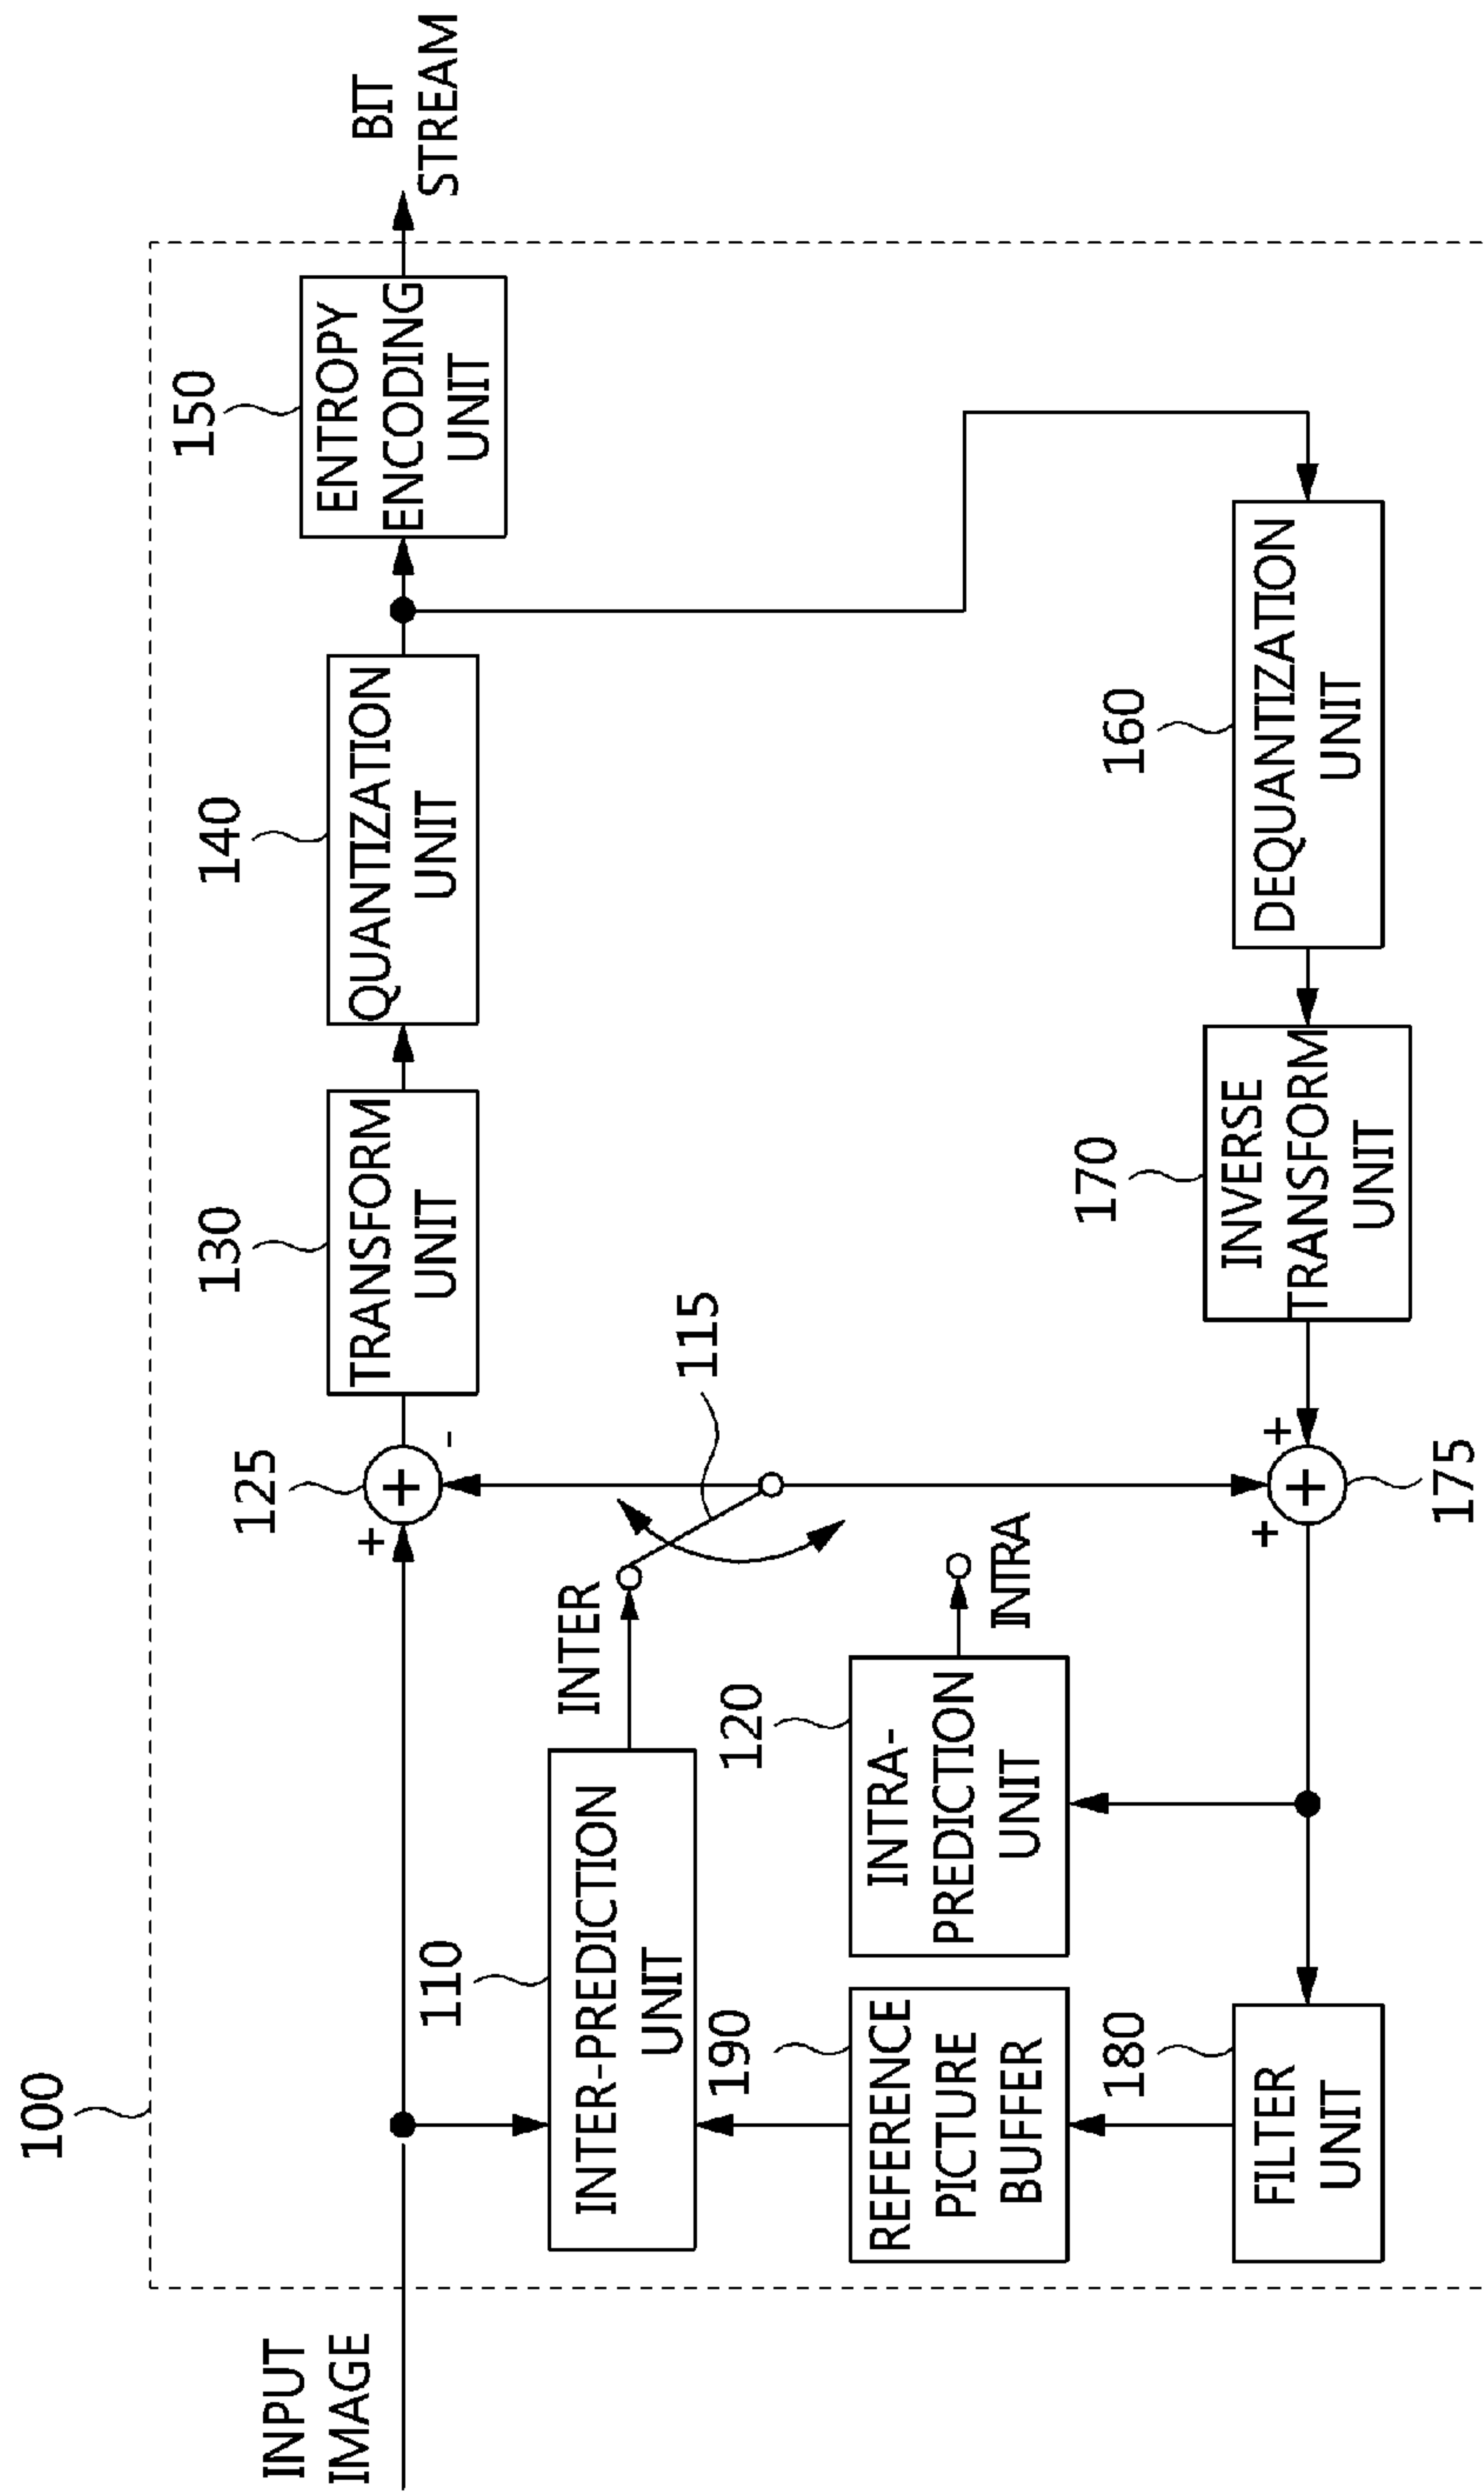 100
INPUT
IMAGE
125
+
+
-
130
TRANSFORM
UNIT
140
QUANTIZATION
UNIT
150
ENTROPY
ENCODING
UNIT
BIT
STREAM
110
INTER-PREDICTION
UNIT
INTER
115
190
REFERENCE
PICTURE
BUFFER
120
INTRA-
PREDICTION
UNIT
INTRA
180
FILTER
UNIT
+
+
+
175
170
INVERSE
TRANSFORM
UNIT
160
DEQUANTIZATION
UNIT